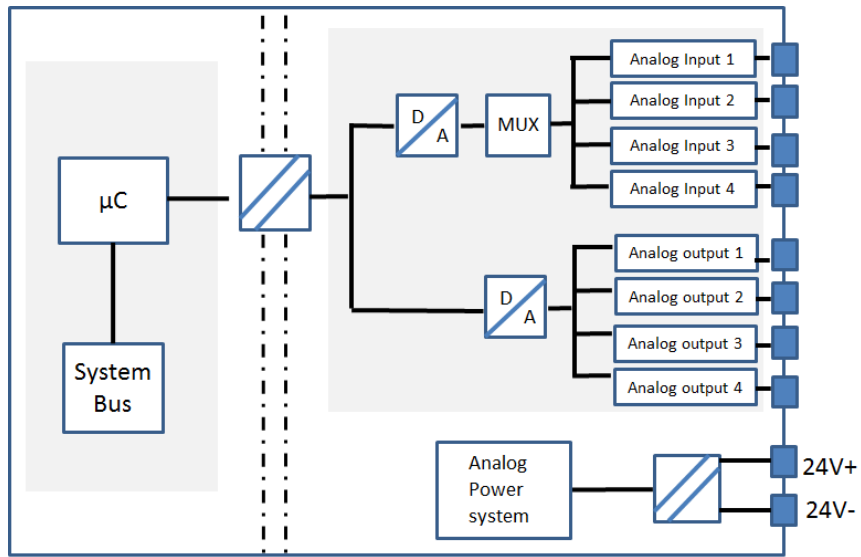 µC
System
Bus
D
A
MUX
Analog Input 1
Analog Input 2
Analog Input 3
Analog Input 4
D
A
Analog output 1
Analog output 2
Analog output 3
Analog output 4
Analog
Power
system
24V+
24V-